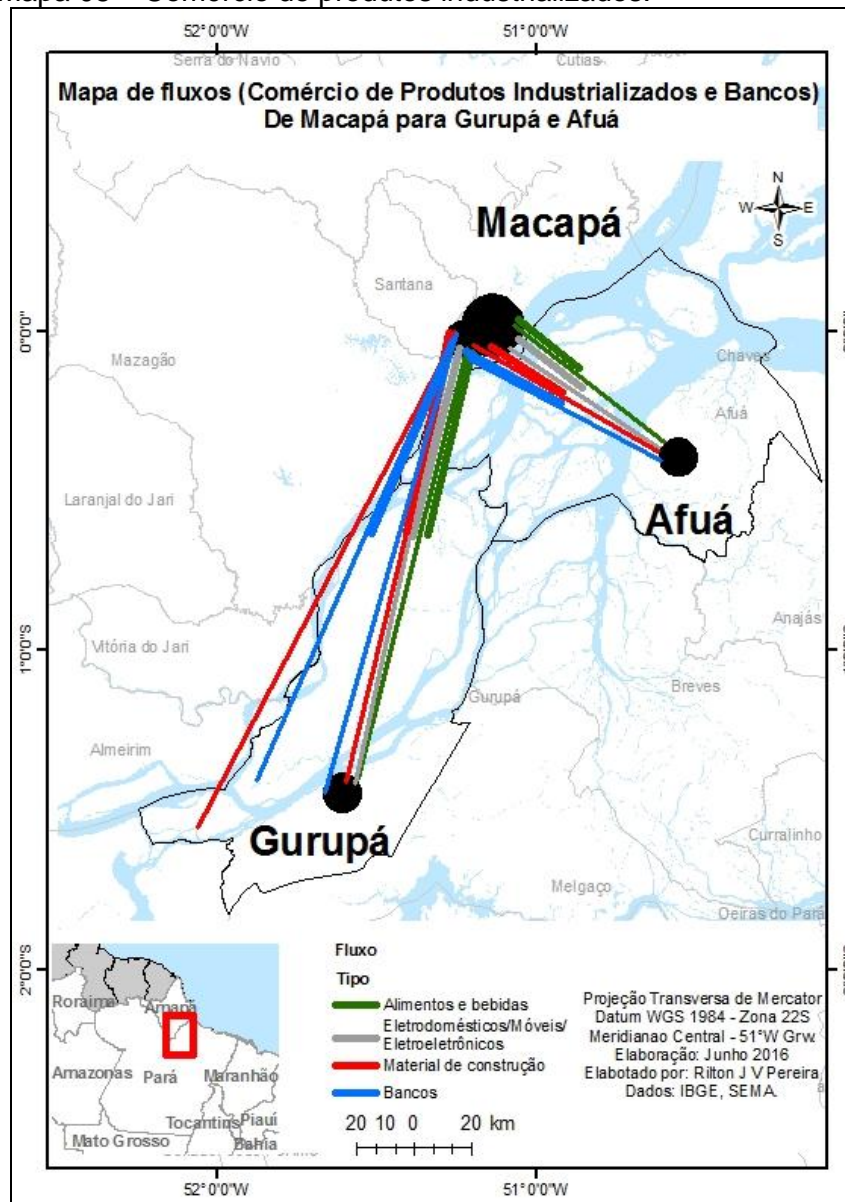 52°0'0"W 51°0'0"W
Serra do Navio Cutias
Mapa de fluxos (Comércio de Produtos Industrializados e Bancos)
De Macapá para Gurupá e Afuá
N
W E
S
Macapá
Santana
0°0'0"
Mazagão
Chaves
Afuá
Afuá
Laranjal do Jari
Anajás
1°0'0"S
Vitória do Jari
Breves
Gurupá
Almeirim
Gurupá
Curralinho
Melgaço
Oeiras do Pará
2°0'0"S
Roraima
Amapá
Amazonas
Pará
Maranhão
Tocantins
Piauí
Mato Grosso
Bahia
Fluxo
Tipo
Alimentos e bebidas
Eletrodomésticos/Móveis/
Eletroeletrônicos
Material de construção
Bancos
20 10 0 20 km
Projeção Transversa de Mercator
Datum WGS 1984 - Zona 22S
Meridianao Central - 51°W Grw.
Elaboração: Junho 2016
Elabotado por: Rilton J V Pereira
Dados: IBGE, SEMA.
52°0'0"W 51°0'0"W